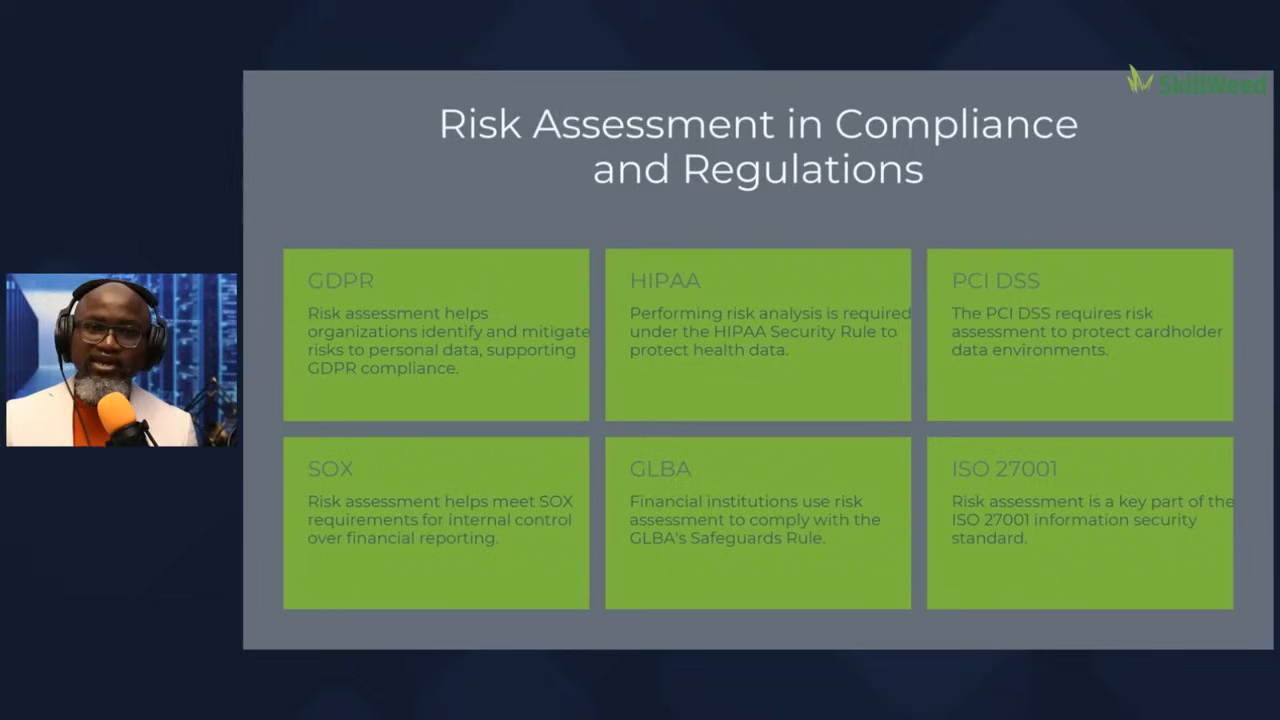 SkillWeed
Risk Assessment in Compliance
and Regulations
GDPR
Risk assessment helps
organizations identify and mitigate
risks to personal data, supporting
GDPR compliance.
HIPAA
Performing risk analysis is required
under the HIPAA Security Rule to
protect health data.
PCI DSS
The PCI DSS requires risk
assessment to protect cardholder
data environments.
SOX
Risk assessment helps meet SOX
requirements for internal control
over financial reporting.
GLBA
Financial institutions use risk
assessment to comply with the
GLBA's Safeguards Rule.
ISO 27001
Risk assessment is a key part of the
ISO 27001 information security
standard.